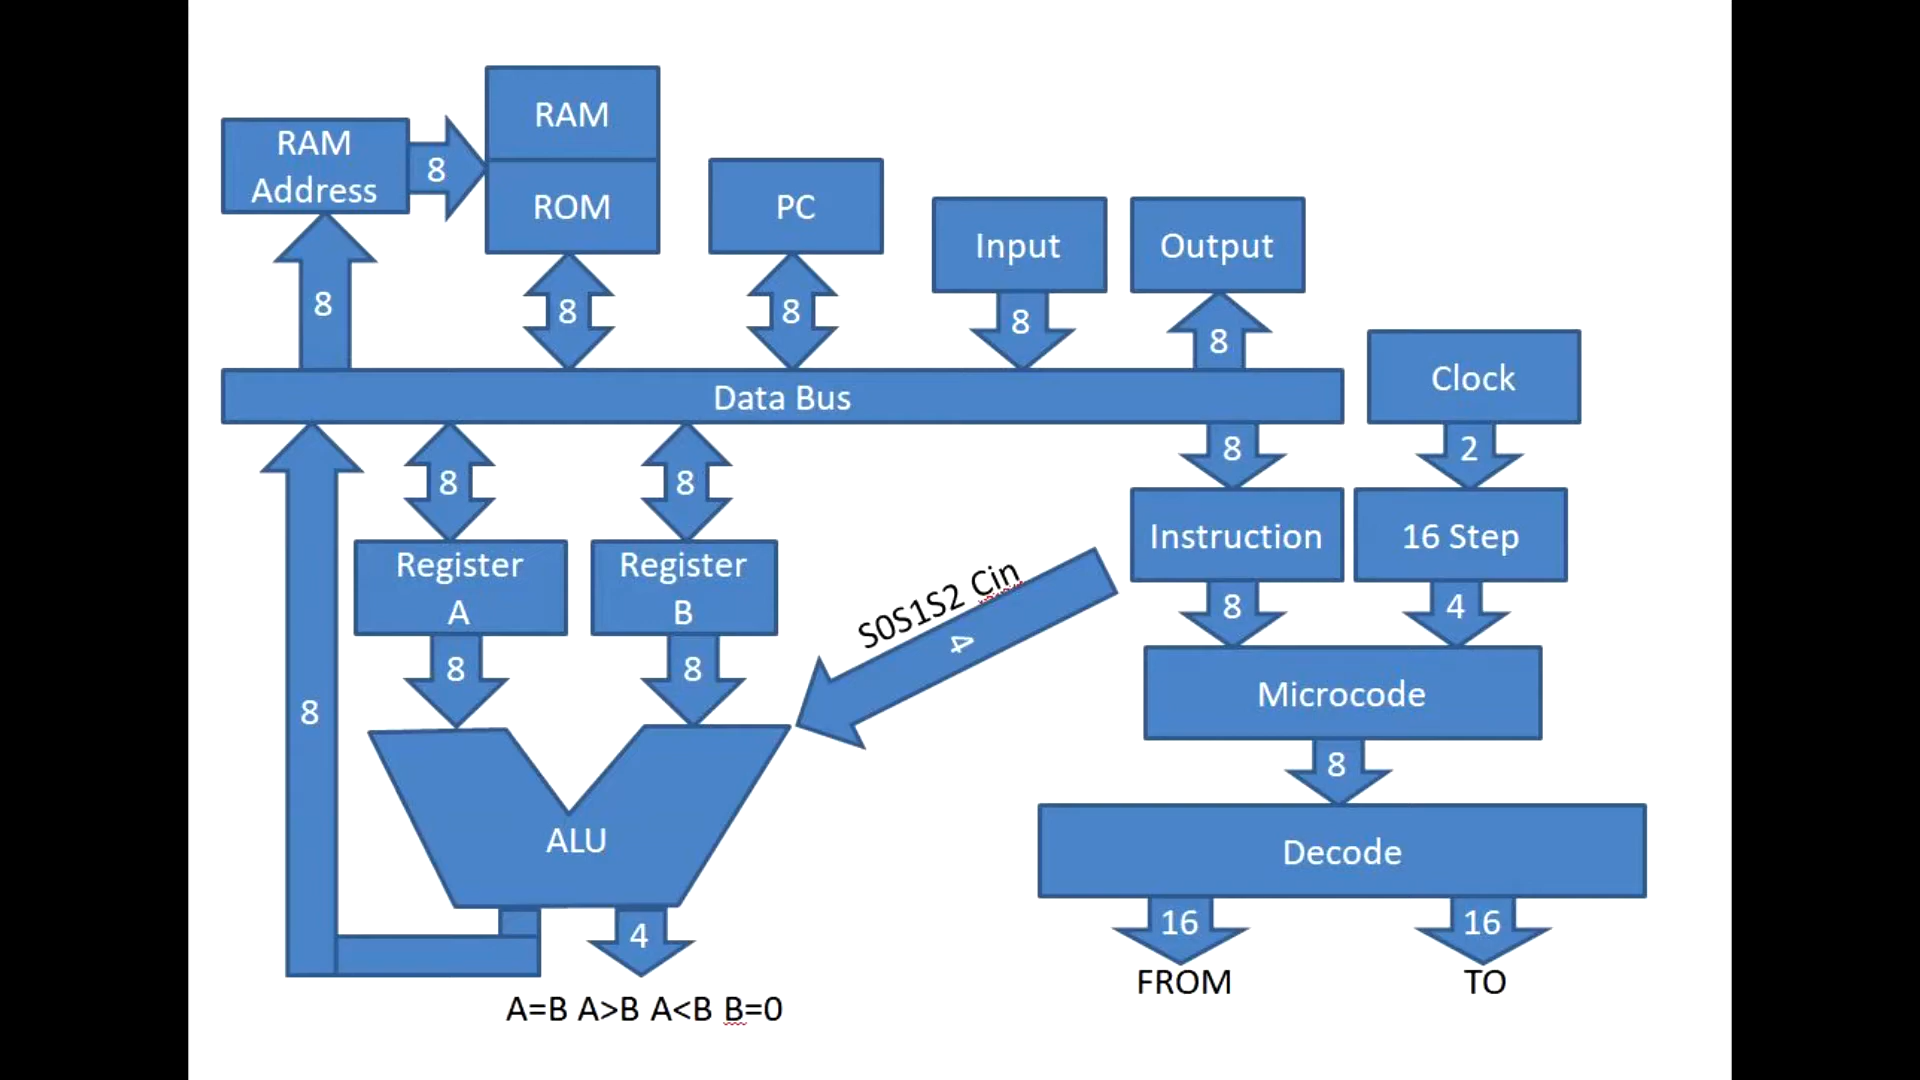 RAM
RAM
Address
8
ROM
PC
Input
Output
8
8
8
8
8
Clock
Data Bus
8
2
8
8
Instruction
16 Step
Register
A
Register
B
S0S1S2 Cin
4
8
4
8
8
8
Microcode
8
ALU
Decode
4
16
16
FROM
TO
A=B A>B A<B B=0